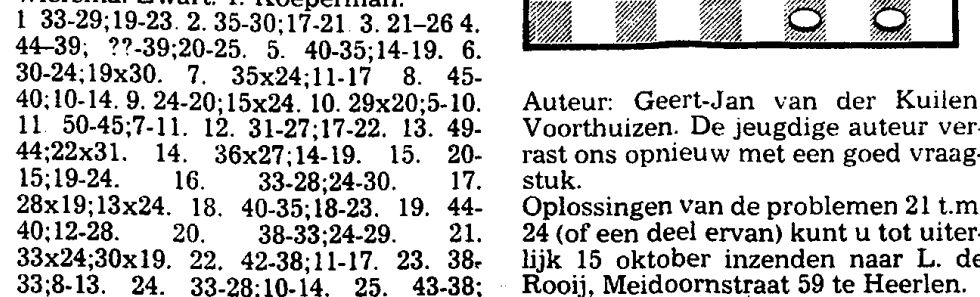 1 33-29;19-23. 2. 35-30;17-21. 3. 21–26 4.
44–39; ??-39;20-25. 5. 40-35;14-19. 6.
30-24;19x30. 7. 35x24;11-17 8. 45-
40;10-14. 9. 24-20;15x24. 10. 29x20;5-10.
11 50-45;7-11. 12. 31-27;17-22. 13. 49-
44;22x31. 14. 36x27;14-19. 15. 20-
15;19-24. 16. 33-28;24-30. 17.
28x19;13x24. 18. 40-35;18-23. 19. 44-
40;12-28. 20. 38-33;24-29. 21.
33x24;30x19. 22. 42-38;11-17. 23. 38-
33;8-13. 24. 33-28;10-14. 25. 43-38;
Auteur: Geert-Jan van der Kuilen
Voorthuizen. De jeugdige auteur ver-
rast ons opnieuw met een goed vraag-
stuk.
Oplossingen van de problemen 21 t.m
24 (of een deel ervan) kunt u tot uiter-
lijk 15 oktober inzenden naar L. de
Rooij, Meidoornstraat 59 te Heerlen.